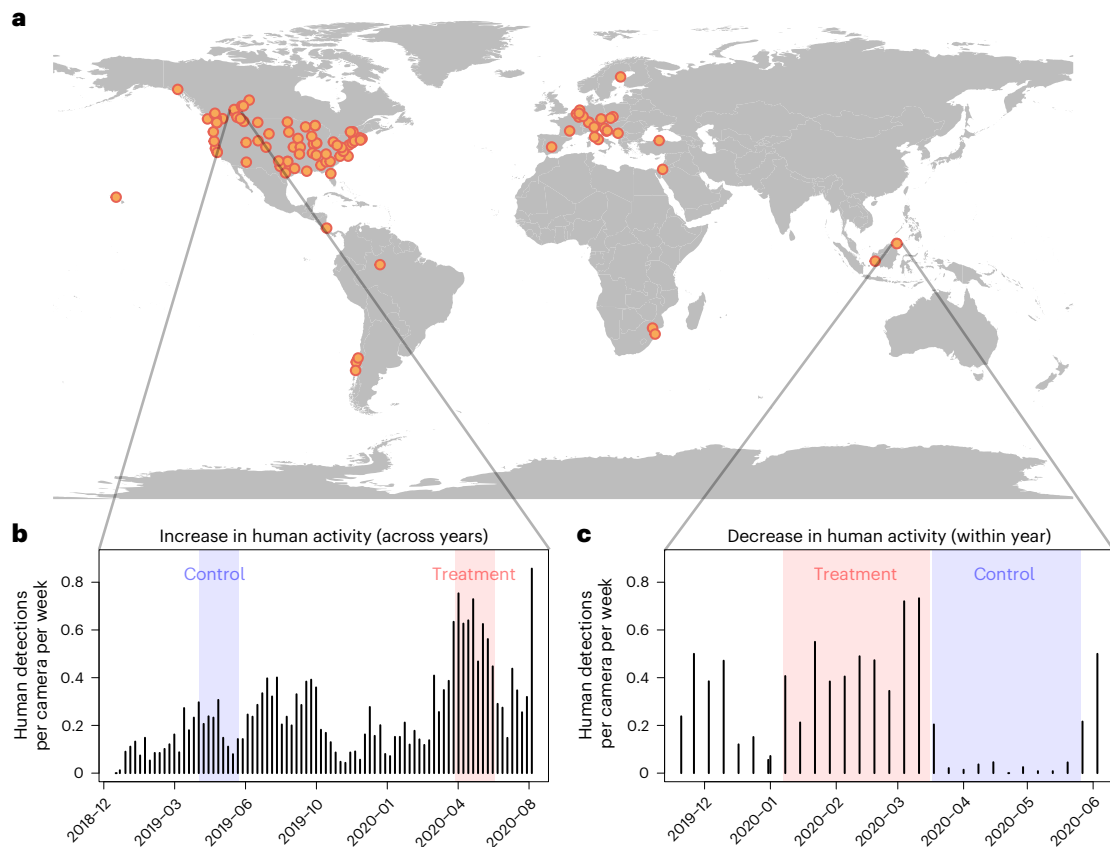 a
b
Increase in human activity (across years)
Human detections
per camera per week
0.8
0.6
0.4
0.2
0
Control
Treatment
2018–12
2019–03
2019–06
2019–10
2020–01
2020–04
2020–08
c
Decrease in human activity (within year)
Human detections
per camera per week
0.8
0.6
0.4
0.2
0
Treatment
Control
2019–12
2020–01
2020–02
2020–03
2020–04
2020–05
2020–06